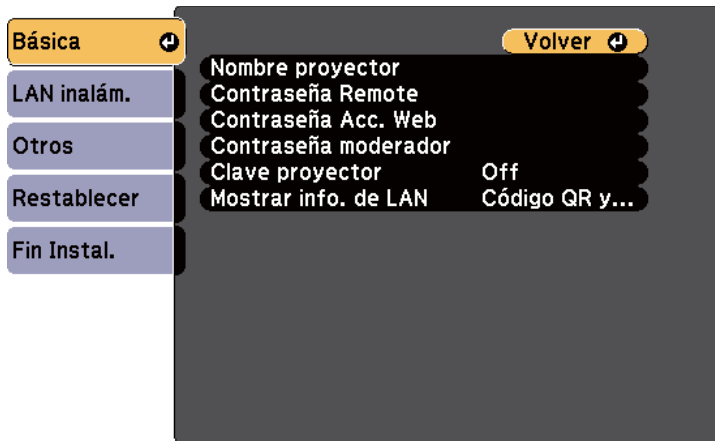 Básica
LAN inalám.
Otros
Restablecer
Fin Instal.
Volver
Nombre proyector
Contraseña Remote
Contraseña Acc. Web
Contraseña moderador
Clave proyector Off
Mostrar info. de LAN Código QR y...